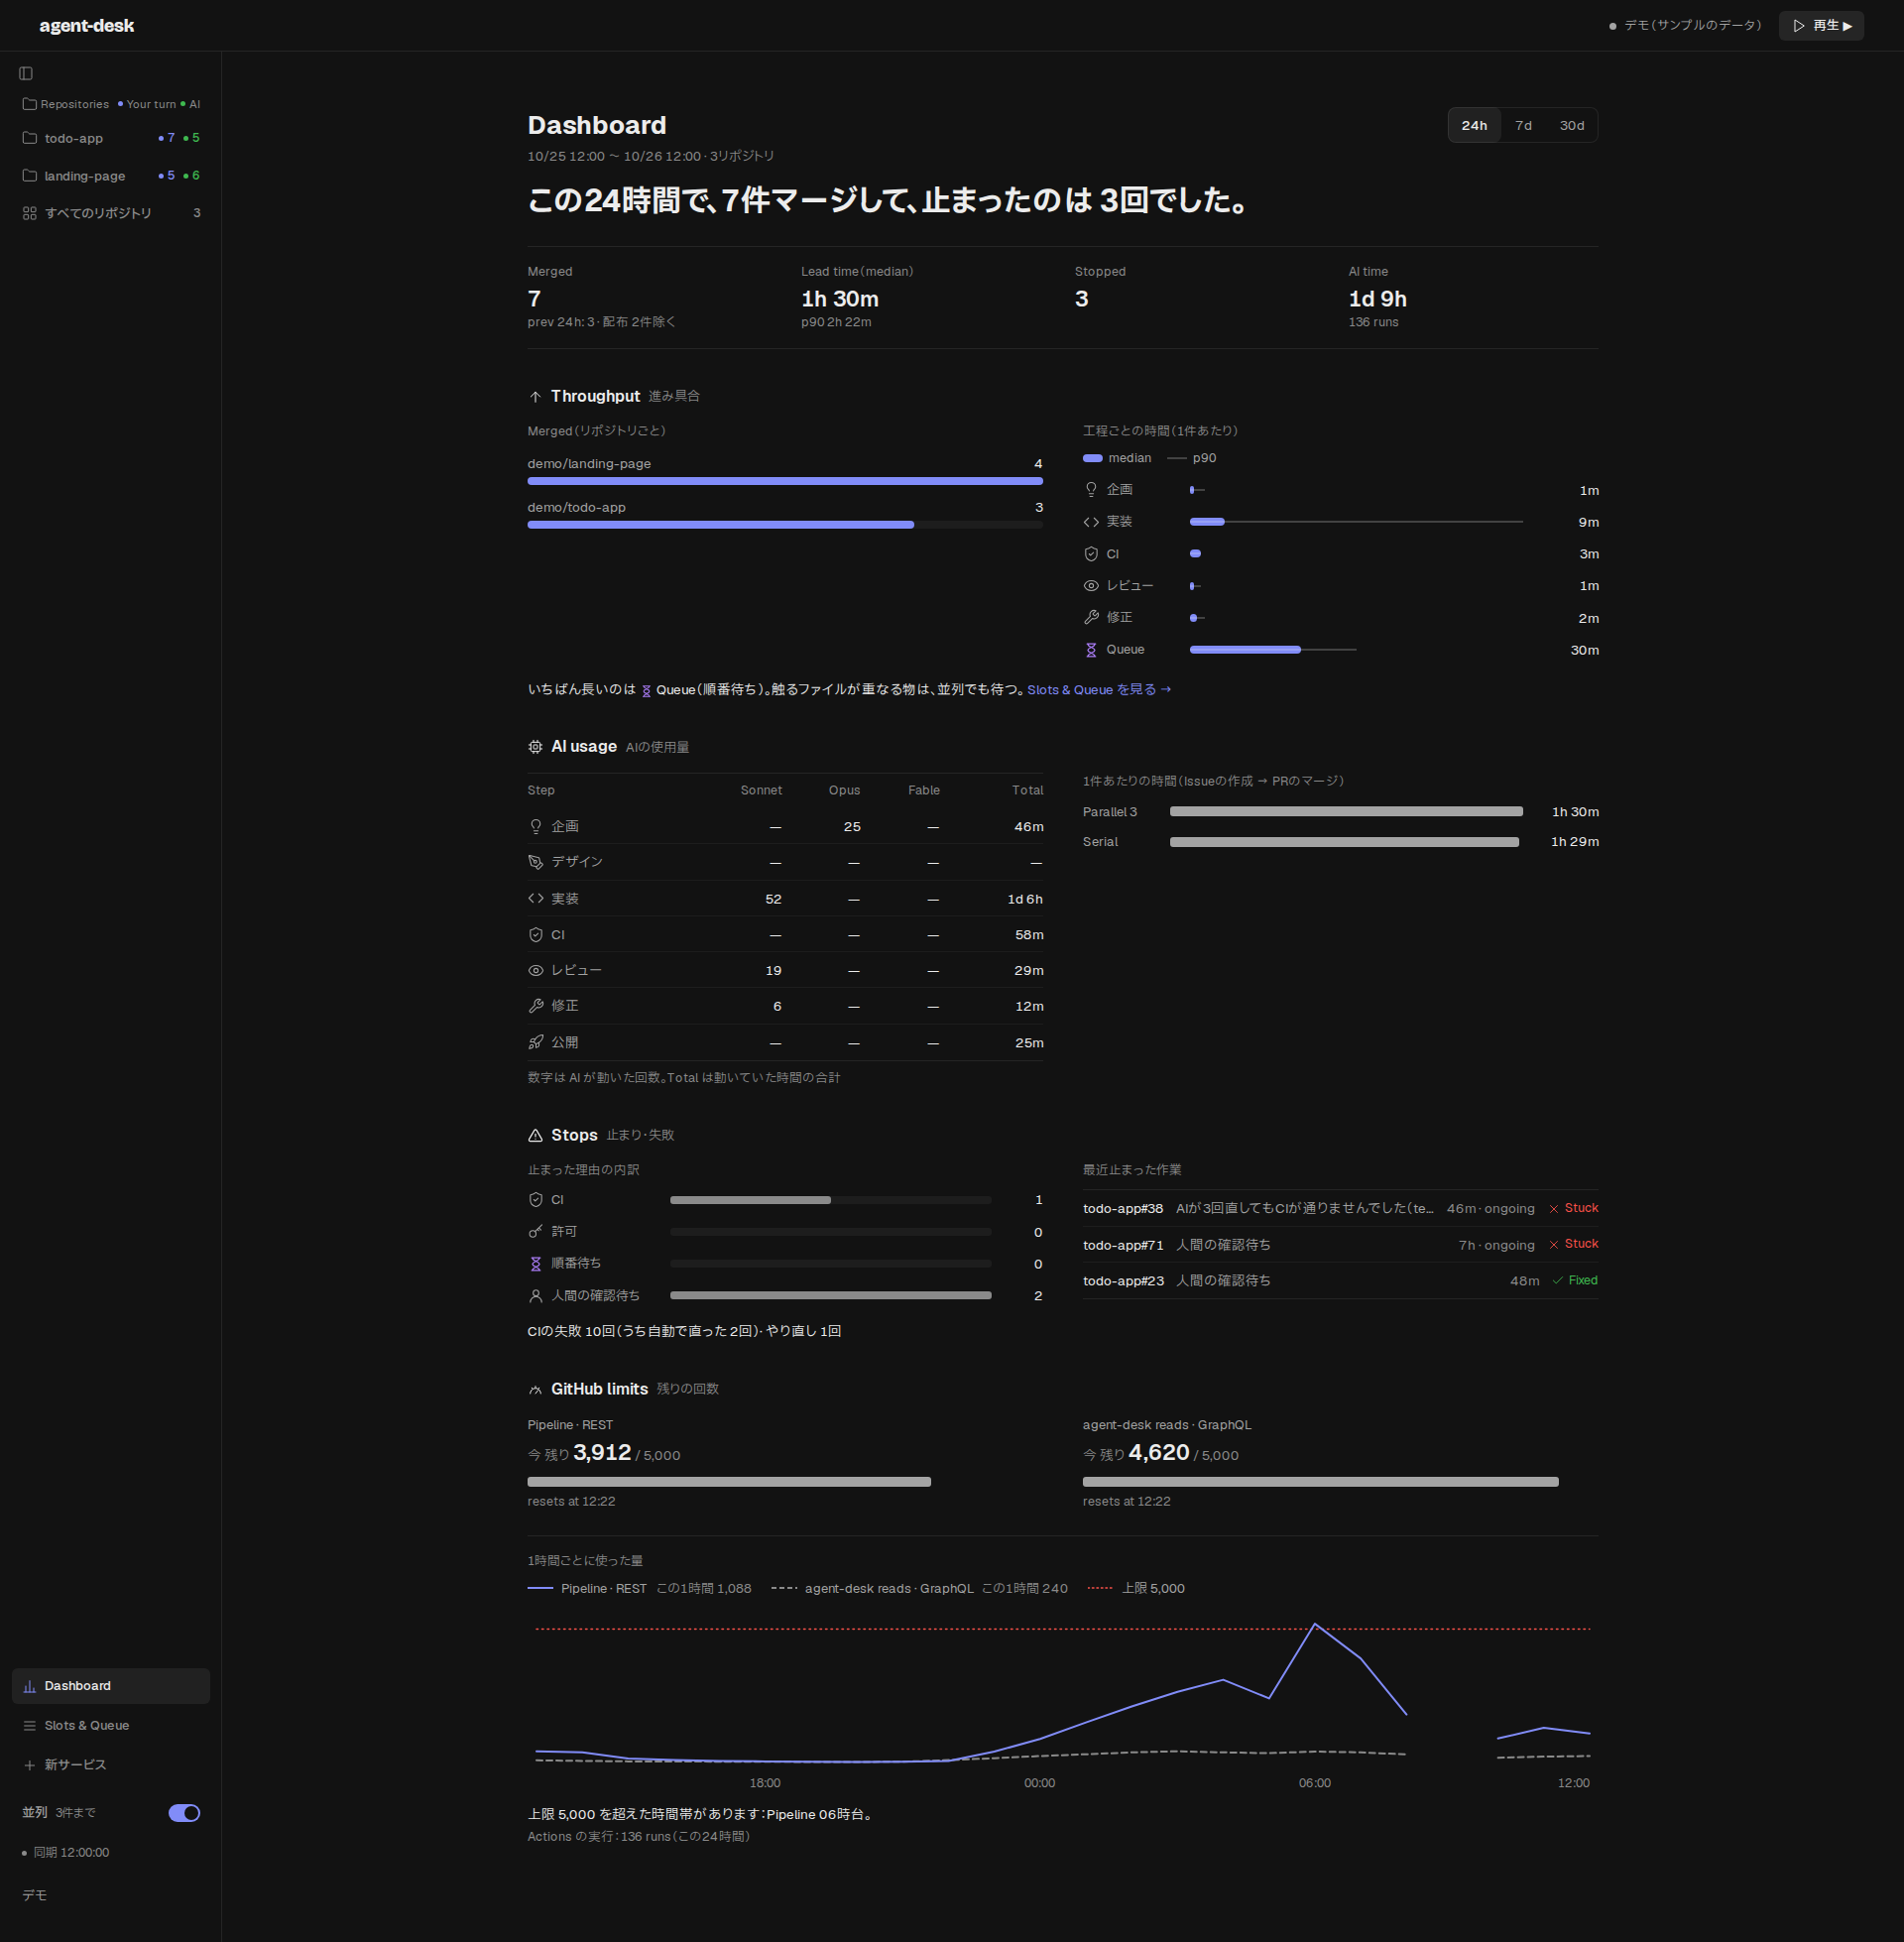 agent-desk
デモ（サンプルのデータ）
再生 ▶
Repositories Your turn AI
todo-app 7 5
landing-page 5 6
すべてのリポジトリ 3
Dashboard
24h 7d 30d
10/25 12:00 〜 10/26 12:00 · 3リポジトリ
この24時間で、7件マージして、止まったのは 3回でした。
Merged
7
prev 24h: 3 · 配布 2件除く
Lead time（median）
1h 30m
p90 2h 22m
Stopped
3
AI time
1d 9h
136 runs
Throughput 進み具合
Merged（リポジトリごと）
demo/landing-page 4
demo/todo-app 3
工程ごとの時間（1件あたり）
median p90
企画 1m
実装 9m
CI 3m
レビュー 1m
修正 2m
Queue 30m
いちばん長いのは Queue（順番待ち）。触るファイルが重なる物は、並列でも待つ。 Slots & Queue を見る →
AI usage AIの使用量
Step Sonnet Opus Fable Total
企画 — 25 — 46m
デザイン — — — —
実装 52 — — 1d 6h
CI — — — 58m
レビュー 19 — — 29m
修正 6 — — 12m
公開 — — — 25m
数字は AI が動いた回数。Total は動いていた時間の合計
1件あたりの時間（Issueの作成 → PRのマージ）
Parallel 3 1h 30m
Serial 1h 29m
Stops 止まり・失敗
止まった理由の内訳
CI 1
許可 0
順番待ち 0
人間の確認待ち 2
CIの失敗 10回（うち自動で直った 2回）· やり直し 1回
最近止まった作業
todo-app#38 AIが3回直してもCIが通りませんでした（te… 46m · ongoing Stuck
todo-app#71 人間の確認待ち 7h · ongoing Stuck
todo-app#23 人間の確認待ち 48m Fixed
GitHub limits 残りの回数
Pipeline · REST
今 残り 3,912 / 5,000
resets at 12:22
agent-desk reads · GraphQL
今 残り 4,620 / 5,000
resets at 12:22
1時間ごとに使った量
Pipeline · REST この1時間 1,088 agent-desk reads · GraphQL この1時間 240 上限 5,000
18:00 00:00 06:00 12:00
上限 5,000 を超えた時間帯があります：Pipeline 06時台。
Actions の実行：136 runs（この24時間）
Dashboard
Slots & Queue
新サービス
並列 3件まで
同期 12:00:00
デモ